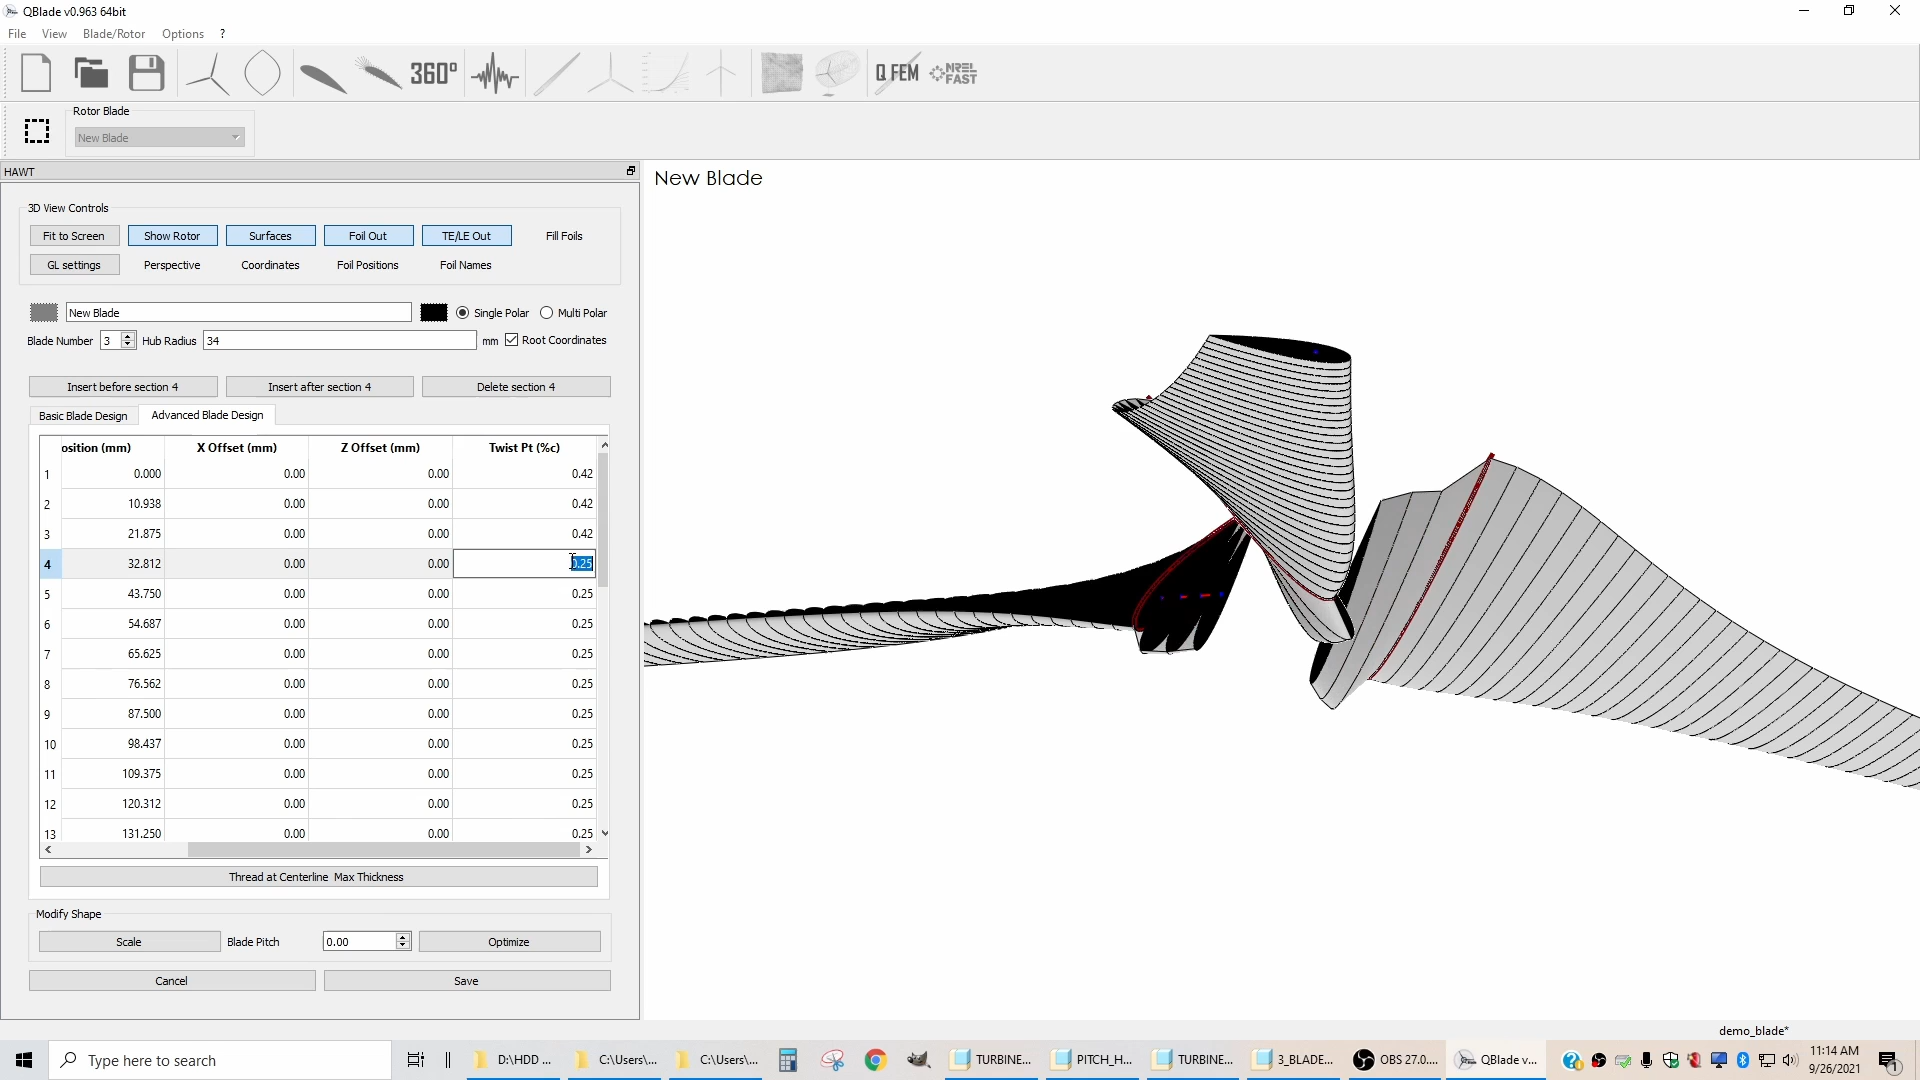 QBlade v0.963 64bit
File View Blade/Rotor Options ?
360°
Q FEM
NREL
FAST
Rotor Blade
New Blade
HAWT
New Blade
3D View Controls
Fit to Screen Show Rotor Surfaces Foil Out TE/LE Out Fill Foils
GL settings Perspective Coordinates Foil Positions Foil Names
New Blade Single Polar Multi Polar
Blade Number 3 Hub Radius 34 mm Root Coordinates
Insert before section 4 Insert after section 4 Delete section 4
Basic Blade Design Advanced Blade Design
osition (mm) X Offset (mm) Z Offset (mm) Twist Pt (%c)
1 0.000 0.00 0.00 0.42
2 10.938 0.00 0.00 0.42
3 21.875 0.00 0.00 0.42
4 32.812 0.00 0.00 0.25
5 43.750 0.00 0.00 0.25
6 54.687 0.00 0.00 0.25
7 65.625 0.00 0.00 0.25
8 76.562 0.00 0.00 0.25
9 87.500 0.00 0.00 0.25
10 98.437 0.00 0.00 0.25
11 109.375 0.00 0.00 0.25
12 120.312 0.00 0.00 0.25
13 131.250 0.00 0.00 0.25
Thread at Centerline Max Thickness
Modify Shape
Scale Blade Pitch 0.00 Optimize
Cancel Save
demo_blade*
Type here to search
D:\HDD ... C:\Users\... C:\Users\... TURBINE... PITCH_H... TURBINE... 3_BLADE... OBS 27.0.... QBlade v...
11:14 AM
9/26/2021
1